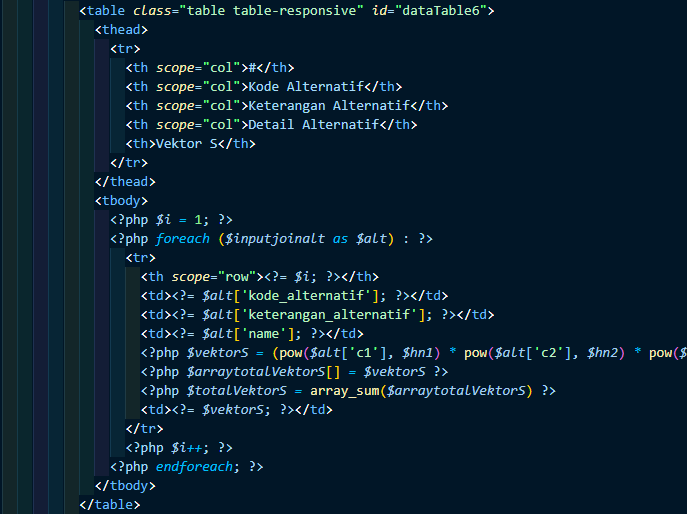 <table class="table table-responsive" id="dataTable6">
<thead>
<tr>
<th scope="col">#</th>
<th scope="col">Kode Alternatif</th>
<th scope="col">Keterangan Alternatif</th>
<th scope="col">Detail Alternatif</th>
<th>Vektor S</th>
</tr>
</thead>
<tbody>
<?php $i = 1; ?>
<?php foreach ($inputjoinalt as $alt) : ?>
<tr>
<th scope="row"><?= $i; ?></th>
<td><?= $alt['kode_alternatif']; ?></td>
<td><?= $alt['keterangan_alternatif']; ?></td>
<td><?= $alt['name']; ?></td>
<?php $vektorS = (pow($alt['c1'], $hn1) * pow($alt['c2'], $hn2) * pow($
<?php $arraytotalVektorS[] = $vektorS ?>
<?php $totalVektorS = array_sum($arraytotalVektorS) ?>
<td><?= $vektorS; ?></td>
</tr>
<?php $i++; ?>
<?php endforeach; ?>
</tbody>
</table>